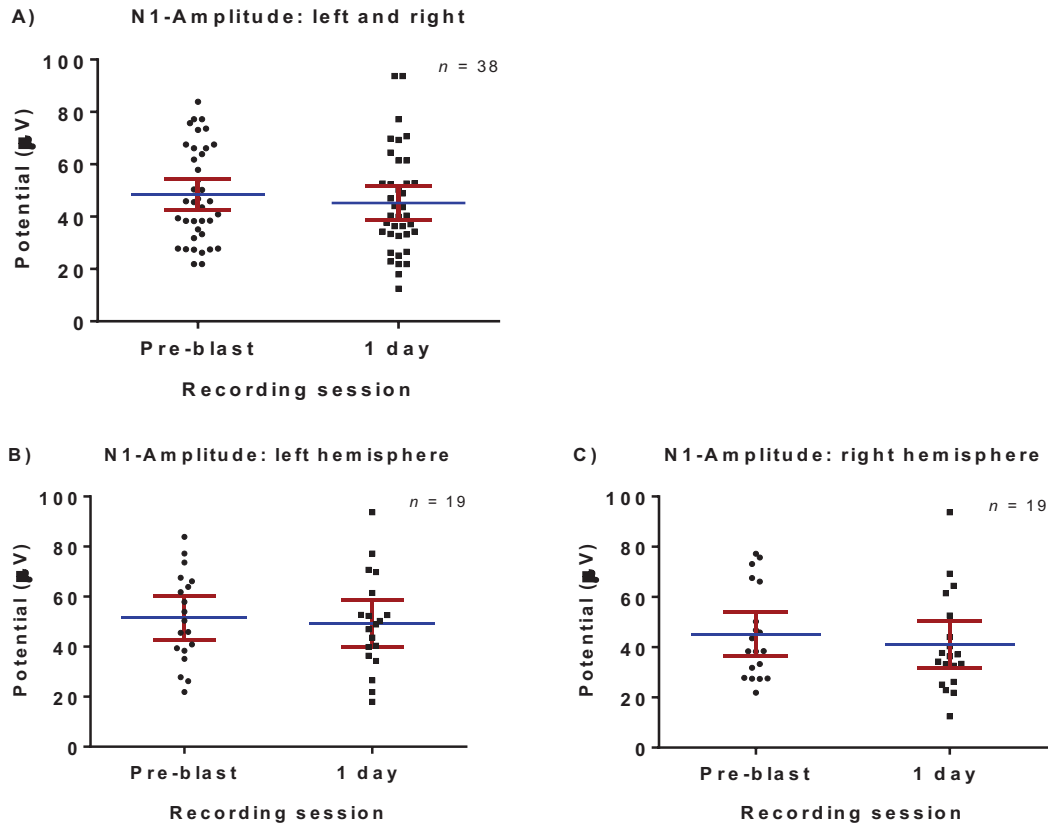 A) N1-Amplitude: left and right
n = 38
100
80
60
40
20
0
Potential (μV)
Pre-blast 1 day
Recording session
B) N1-Amplitude: left hemisphere
n = 19
100
80
60
40
20
0
Potential (μV)
Pre-blast 1 day
Recording session
C) N1-Amplitude: right hemisphere
n = 19
100
80
60
40
20
0
Potential (μV)
Pre-blast 1 day
Recording session